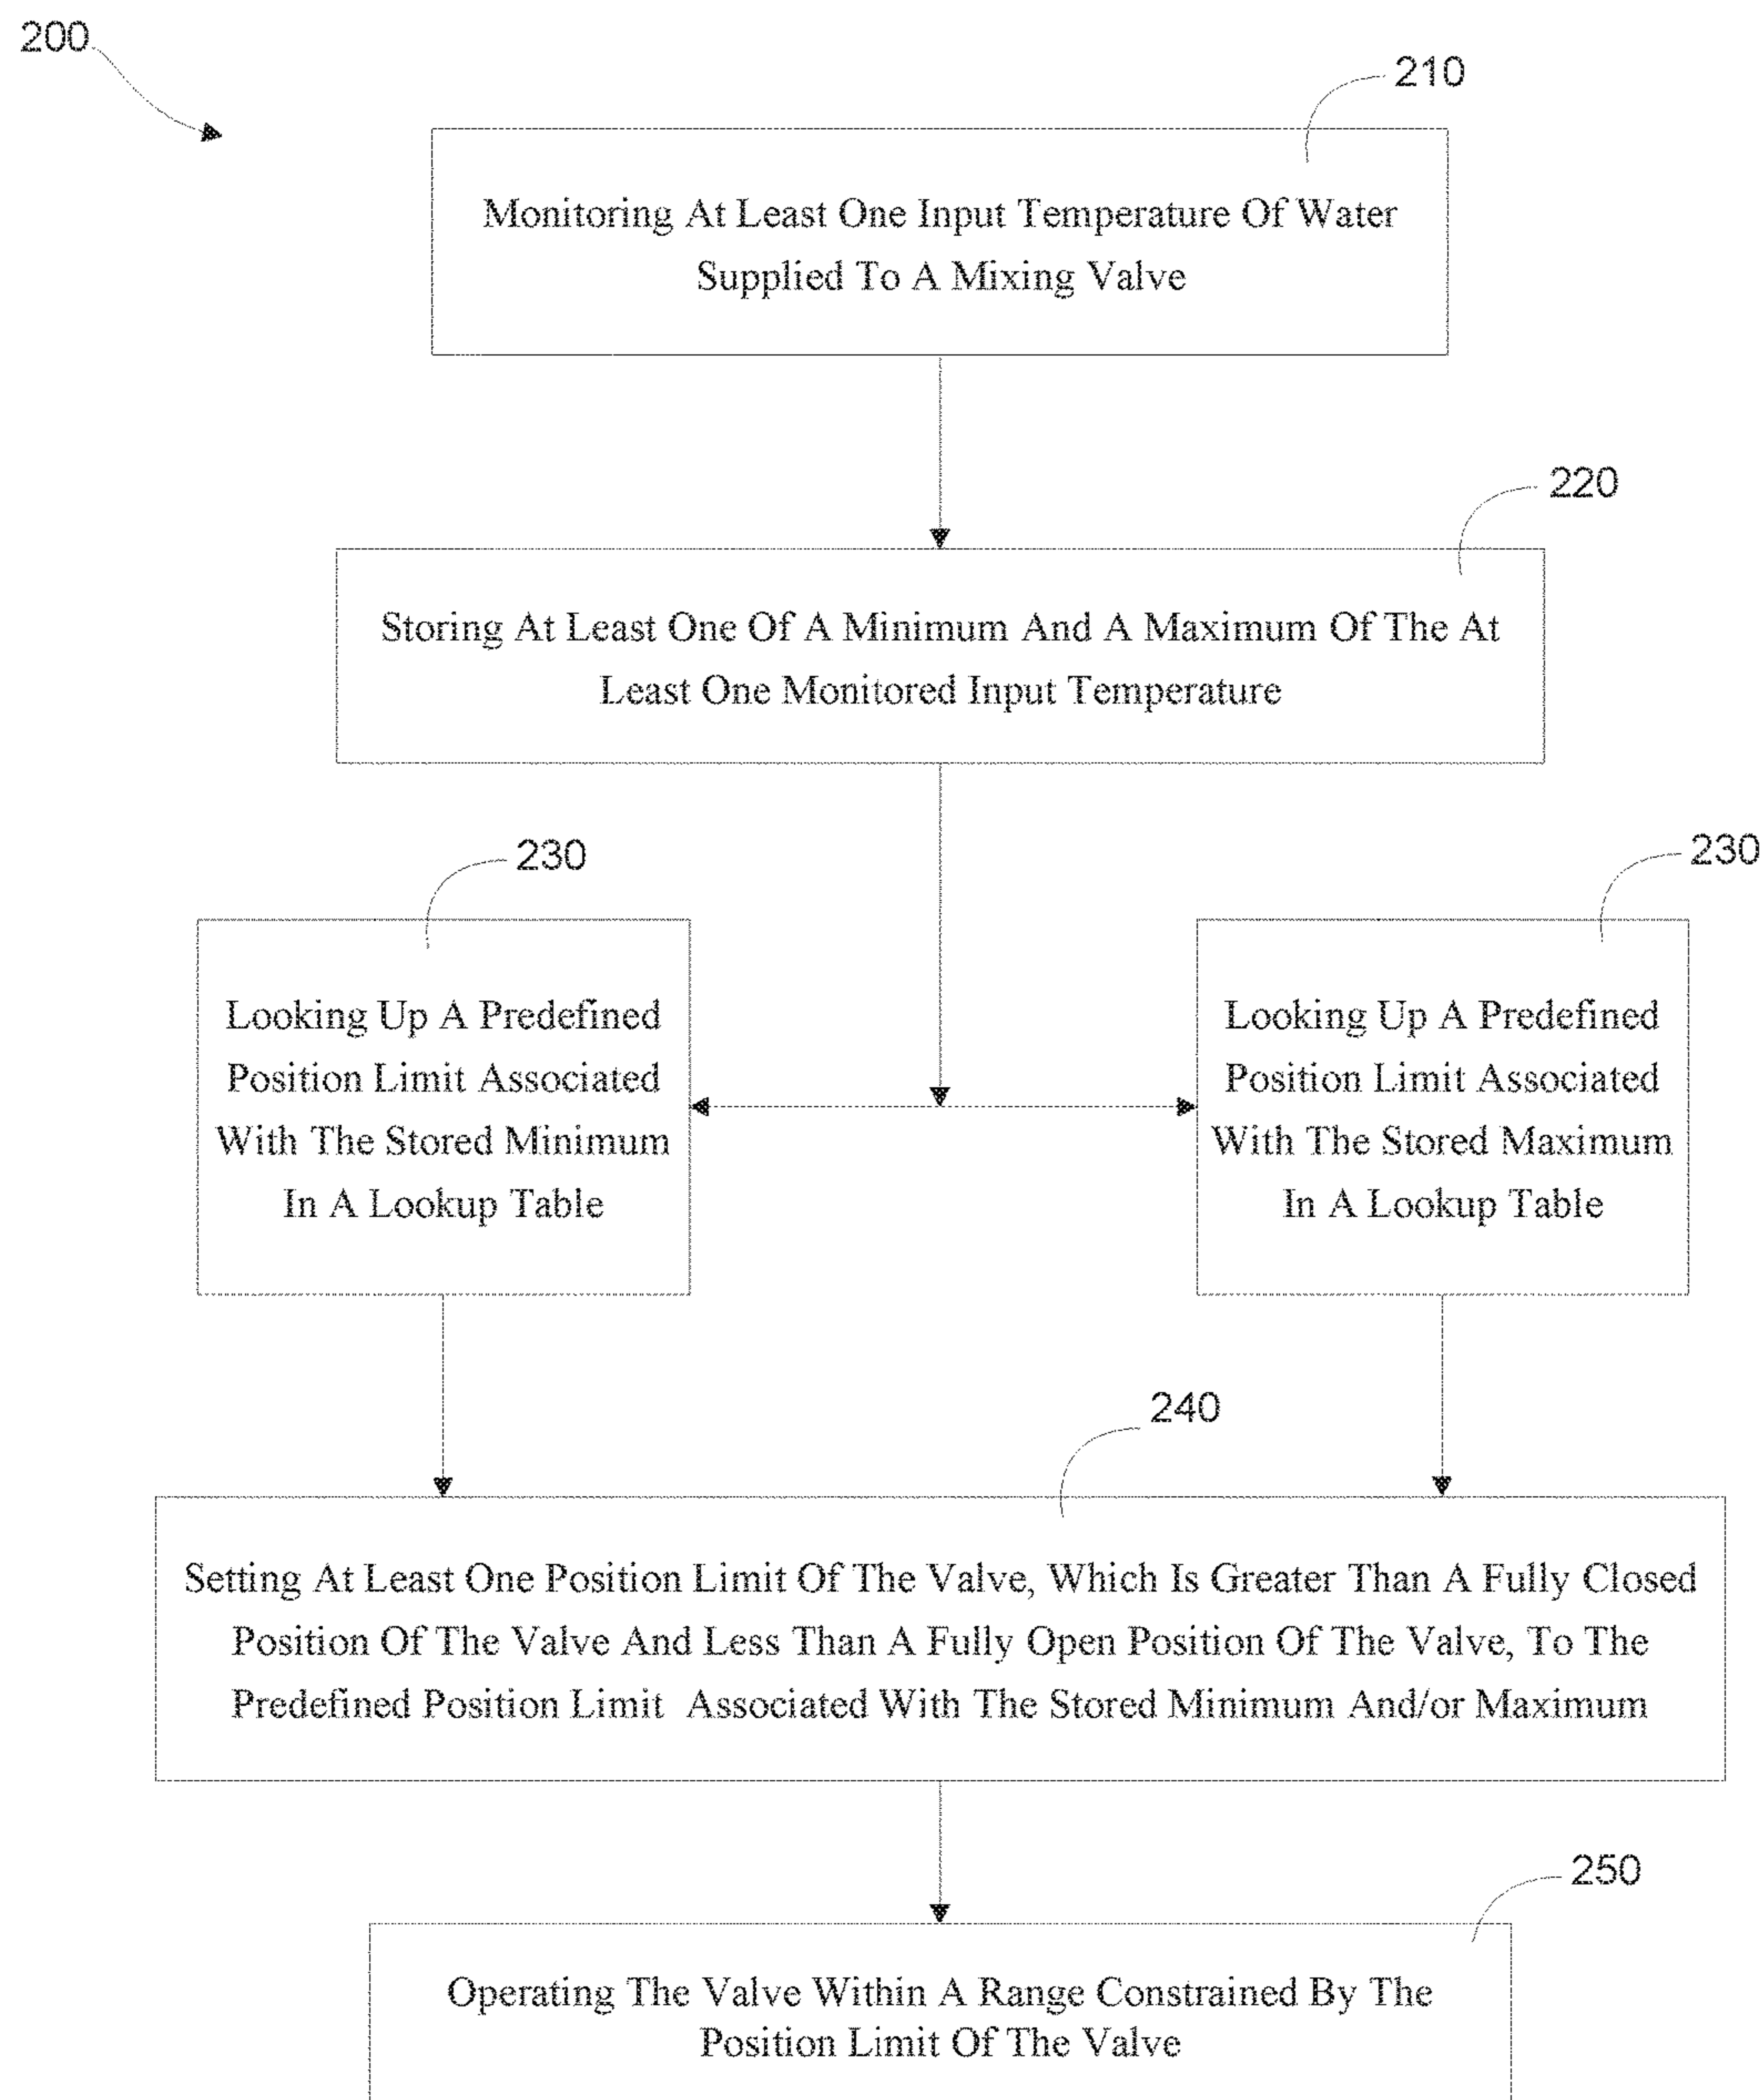 200
210
Monitoring At Least One Input Temperature Of Water
Supplied To A Mixing Valve
220
Storing At Least One Of A Minimum And A Maximum Of The At
Least One Monitored Input Temperature
230
Looking Up A Predefined
Position Limit Associated
With The Stored Minimum
In A Lookup Table
230
Looking Up A Predefined
Position Limit Associated
With The Stored Maximum
In A Lookup Table
240
Setting At Least One Position Limit Of The Valve, Which Is Greater Than A Fully Closed
Position Of The Valve And Less Than A Fully Open Position Of The Valve, To The
Predefined Position Limit Associated With The Stored Minimum And/or Maximum
250
Operating The Valve Within A Range Constrained By The
Position Limit Of The Valve